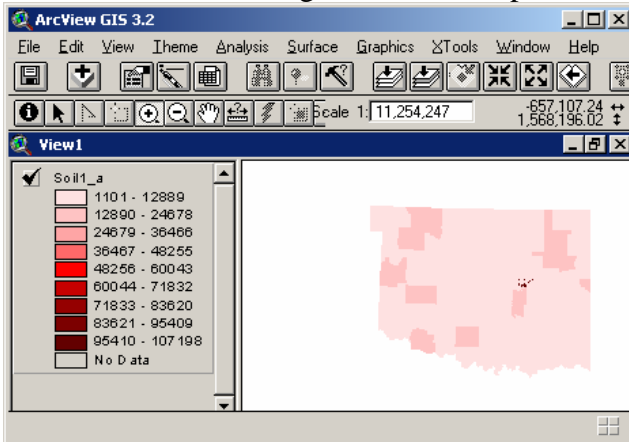 ArcView GIS 3.2
File Edit View Theme Analysis Surface Graphics XTools Window Help
Scale 1: 11,254,247 -657,107.24
1,568,196.02
View1
Soil1_a
1101 - 12889
12890 - 24678
24679 - 36466
36467 - 48255
48256 - 60043
60044 - 71832
71833 - 83620
83621 - 95409
95410 - 107198
No Data